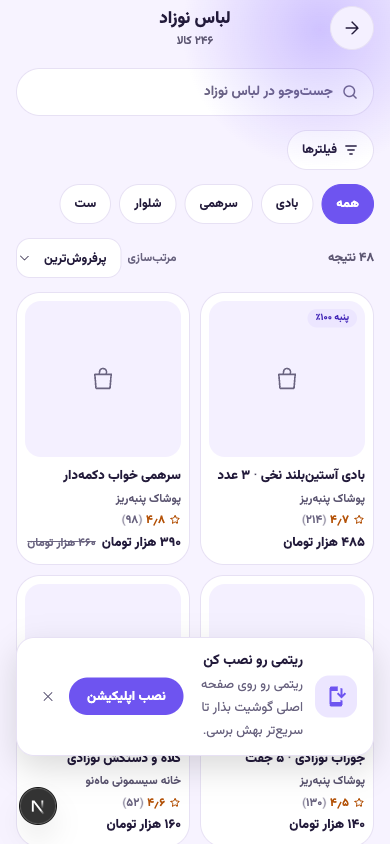 لباس نوزاد
۲۴۶ کالا
جست‌وجو در لباس نوزاد
فیلترها
همه
بادی
سرهمی
شلوار
ست
۴۸ نتیجه
مرتب‌سازی
پرفروش‌ترین
پنبه ۱۰۰٪
بادی آستین‌بلند نخی · ۳ عدد
پوشاک پنبه‌ریز
۴٫۷ (۲۱۴)
۴۸۵ هزار تومان
سرهمی خواب دکمه‌دار
پوشاک پنبه‌ریز
۴٫۸ (۹۸)
۳۹۰ هزار تومان ۴۶۰ هزار تومان
ریتمی رو نصب کن
ریتمی رو روی صفحه
اصلی گوشیت بذار تا
سریع‌تر بهش برسی.
نصب اپلیکیشن
جوراب نوزادی · ۵ جفت
پوشاک پنبه‌ریز
۴٫۵ (۱۳۰)
۱۴۰ هزار تومان
کلاه و دستکش نوزادی
خانه سیسمونی ماه‌نو
۴٫۶ (۵۲)
۱۶۰ هزار تومان
N